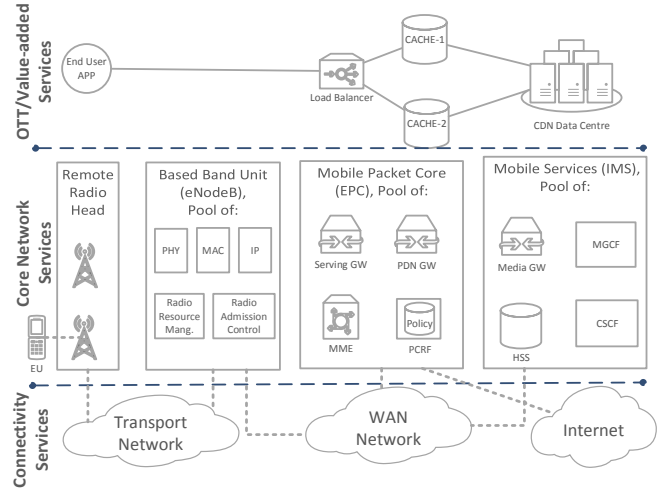 OTT/Value-added
Services
End User
APP
Load Balancer
CACHE-1
CACHE-2
CDN Data Centre
Core Network
Services
Remote
Radio
Head
EU
Based Band Unit
(eNodeB),
Pool of:
PHY
MAC
IP
Radio
Resource
Mang.
Radio
Admission
Control
Mobile Packet Core
(EPC), Pool of:
Serving GW
PDN GW
MME
Policy
PCRF
Mobile Services (IMS),
Pool of:
Media GW
MGCF
HSS
CSCF
Connectivity
Services
Transport
Network
WAN
Network
Internet